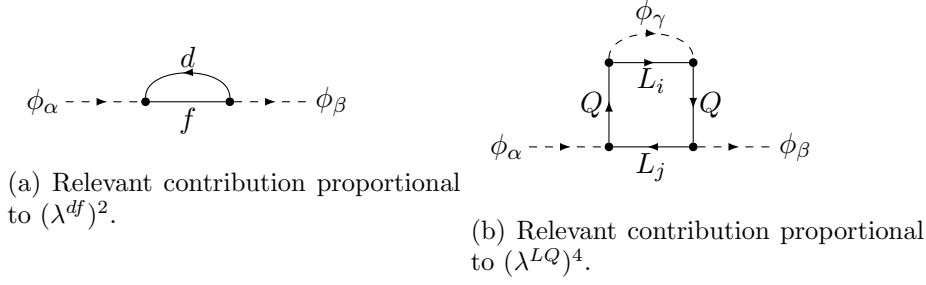 d
ϕ_α ϕ_β
f
(a) Relevant contribution proportional
to (λ^{df})^2.
ϕ_γ
L_i
Q Q
ϕ_α ϕ_β
L_j
(b) Relevant contribution proportional
to (λ^{LQ})^4.